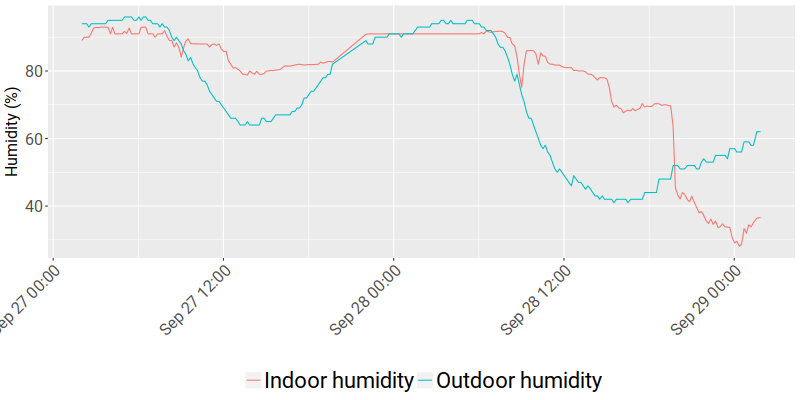 Humidity (%)
80
60
40
Sep 27 00:00
Sep 27 12:00
Sep 28 00:00
Sep 28 12:00
Sep 29 00:00
Indoor humidity Outdoor humidity